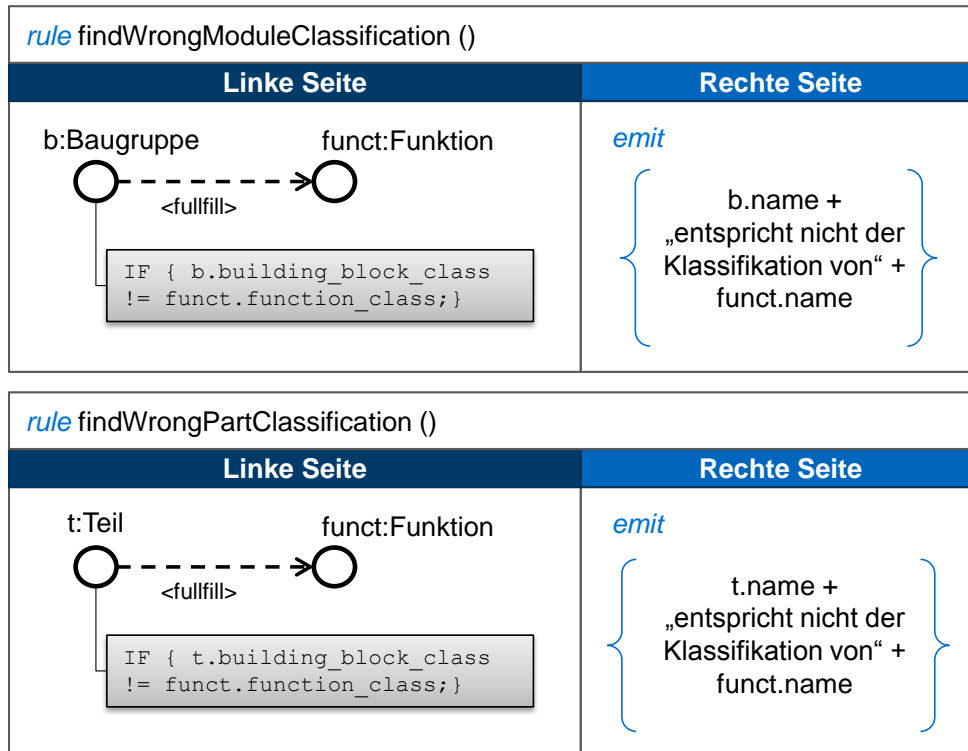 rule findWrongModuleClassification ()
Linke Seite
Rechte Seite
b:Baugruppe
funct:Funktion
<fullfill>
IF { b.building_block_class
!= funct.function_class;}
emit
b.name +
„entspricht nicht der
Klassifikation von“ +
funct.name
rule findWrongPartClassification ()
Linke Seite
Rechte Seite
t:Teil
funct:Funktion
<fullfill>
IF { t.building_block_class
!= funct.function_class;}
emit
t.name +
„entspricht nicht der
Klassifikation von“ +
funct.name